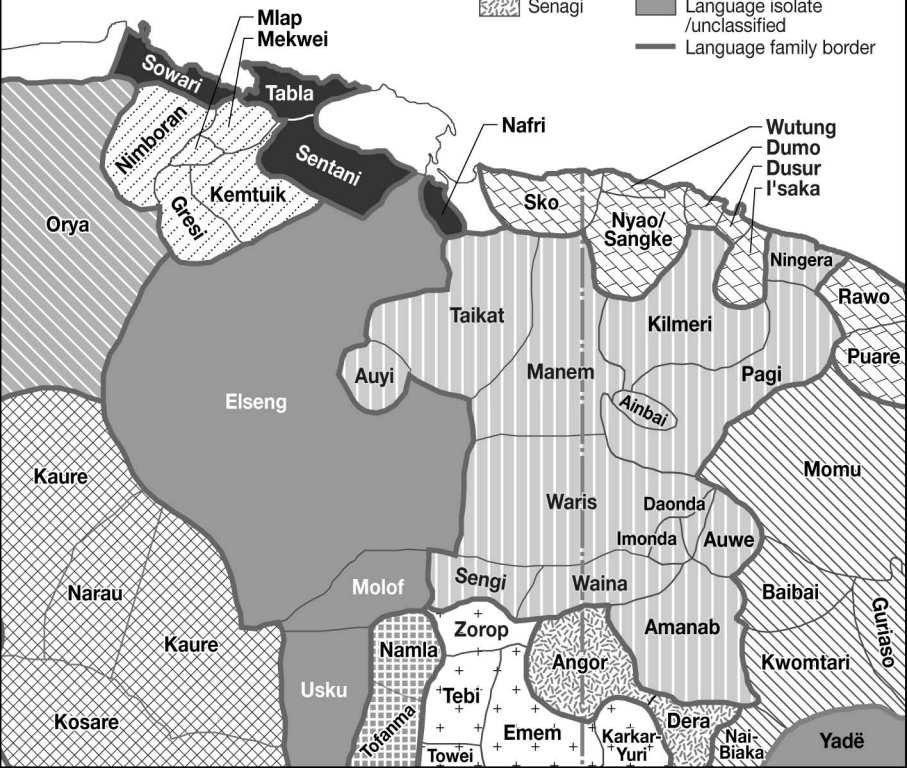 Senagi
Language isolate
/unclassified
Language family border
Mlap
Mekwei
Sowari
Tabla
Nafri
Wutung
Dumo
Dusur
I'saka
Nimboran
Sentani
Kemtuik
Gresi
Sko
Nyao/
Sangke
Orya
Ningera
Rawo
Taikat
Kilmeri
Puare
Auyi
Manem
Pagi
Elseng
Ainbai
Kaure
Momu
Waris
Daonda
Imonda
Auwe
Molof
Sengi
Waina
Narau
Baibai
Guriaso
Kaure
Namla
Zorop
Amanab
Angor
Kwomtari
Usku
Tebi
Kosare
Tofanma
Emem
Karkar-
Yuri
Dera
Nai-
Biaka
Yadë
Towei